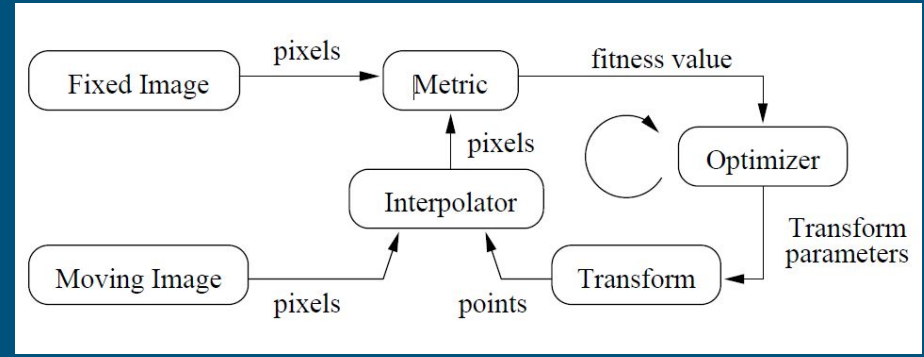 pixels
fitness value
Fixed Image
Metric
pixels
Optimizer
Interpolator
Transform
parameters
Moving Image
Transform
pixels
points